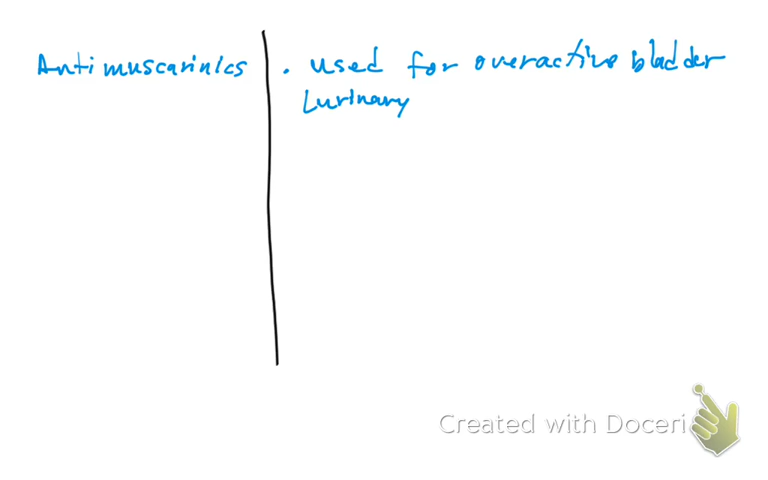 Antimuscarinics
. used for overactive bladder
(urinary
Created with Doceri